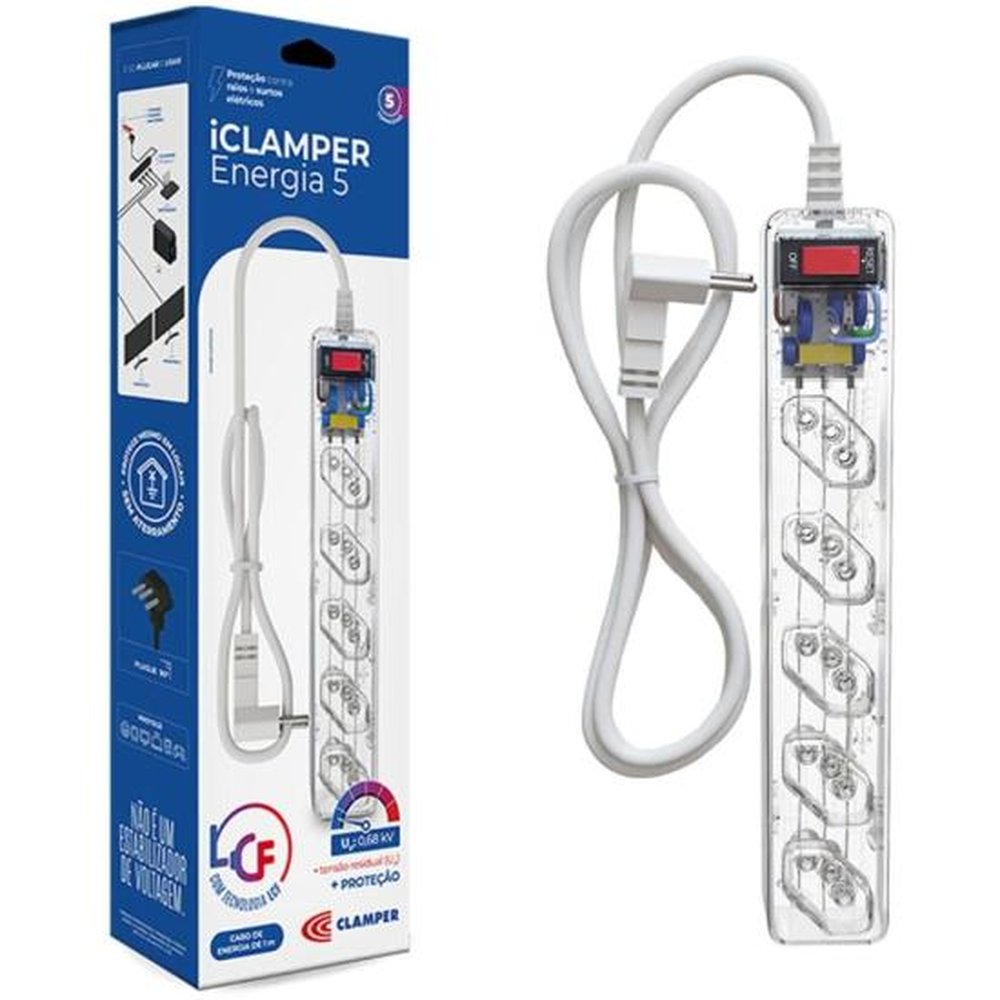 Proteção contra
raios e surtos
elétricos
5
iCLAMPER
Energia 5
PROTEGE MESMO EM LOCAIS
SEM ATERRAMENTO
PLUGUE 90°
PROTEGE
NÃO É UM
ESTABILIZADOR
DE VOLTAGEM
LCF
COM TECNOLOGIA LCF
CABO DE
ENERGIA DE 1 m
Up: 0,68 kV
- tensão residual (Up)
+ PROTEÇÃO
CLAMPER
RESET
OFF